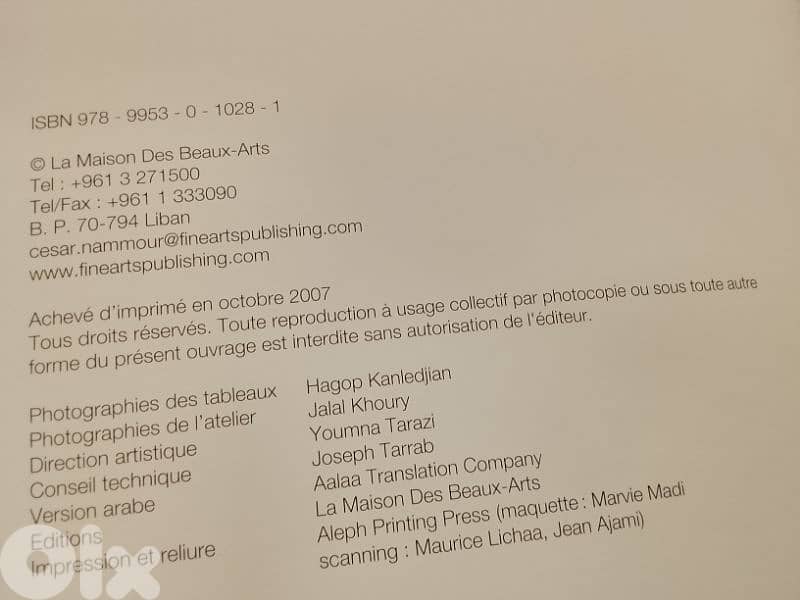 ISBN 978 - 9953 - 0 - 1028 - 1
© La Maison Des Beaux-Arts
Tel : +961 3 271500
Tel/Fax : +961 1 333090
B. P. 70-794 Liban
cesar.nammour@fineartspublishing.com
www.fineartspublishing.com
Achevé d'imprimé en octobre 2007
Tous droits réservés. Toute reproduction à usage collectif par photocopie ou sous toute autre
forme du présent ouvrage est interdite sans autorisation de l'éditeur.
Photographies des tableaux Hagop Kanledjian
Photographies de l'atelier Jalal Khoury
Direction artistique Youmna Tarazi
Conseil technique Joseph Tarrab
Version arabe Aalaa Translation Company
Editions La Maison Des Beaux-Arts
Impression et reliure Aleph Printing Press (maquette : Marvie Madi
scanning : Maurice Lichaa, Jean Ajami)
Olx